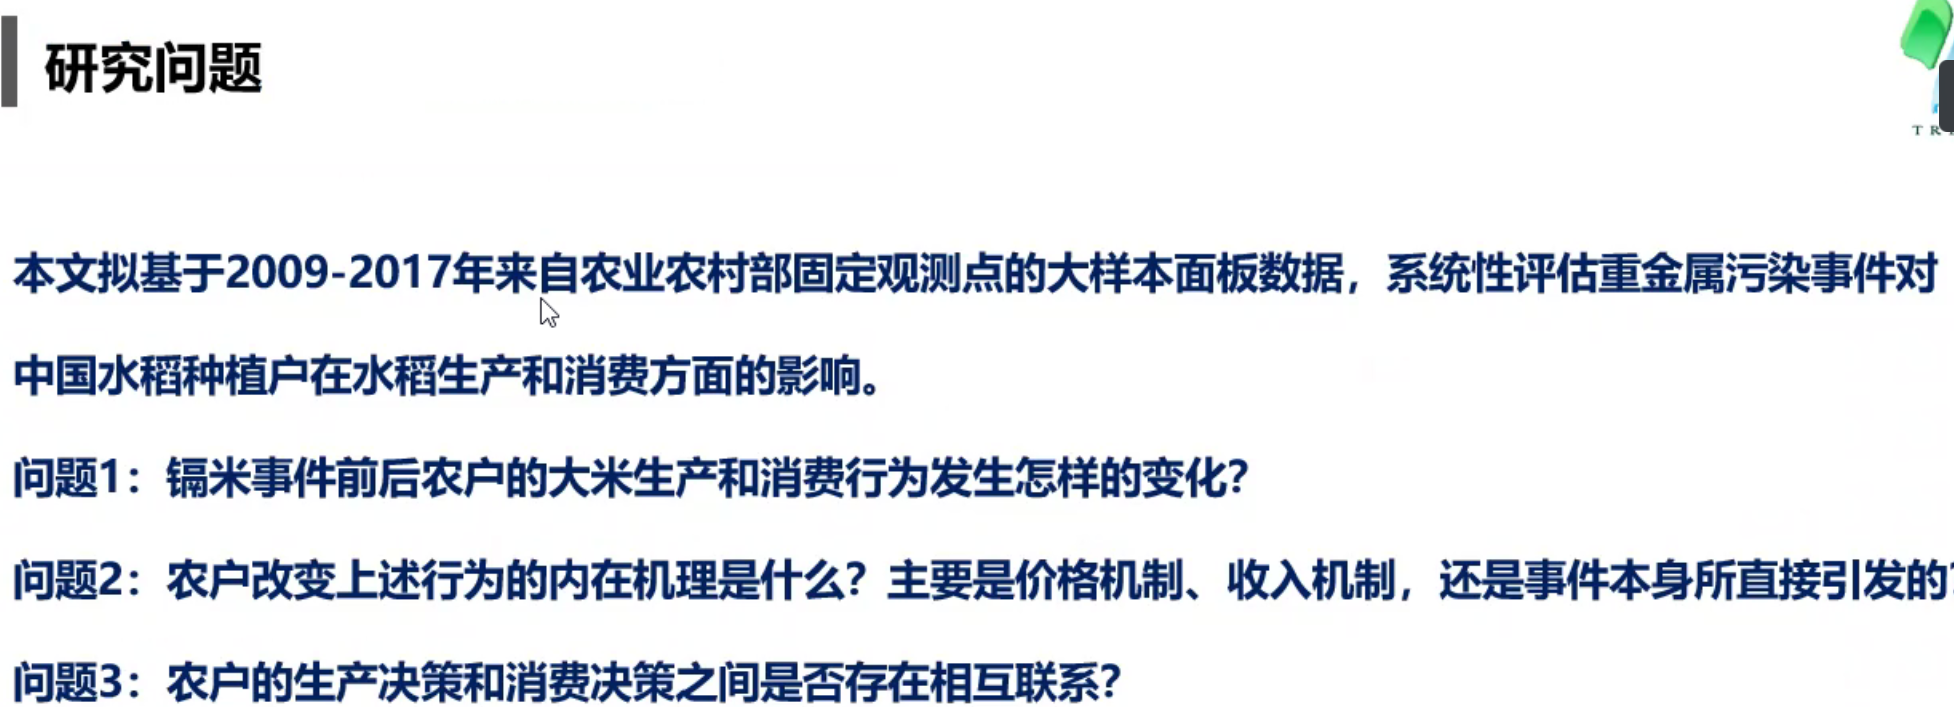 研究问题
T R
本文拟基于2009-2017年来自农业农村部固定观测点的大样本面板数据，系统性评估重金属污染事件对
中国水稻种植户在水稻生产和消费方面的影响。
问题1：镉米事件前后农户的大米生产和消费行为发生怎样的变化？
问题2：农户改变上述行为的内在机理是什么？主要是价格机制、收入机制，还是事件本身所直接引发的？
问题3：农户的生产决策和消费决策之间是否存在相互联系？